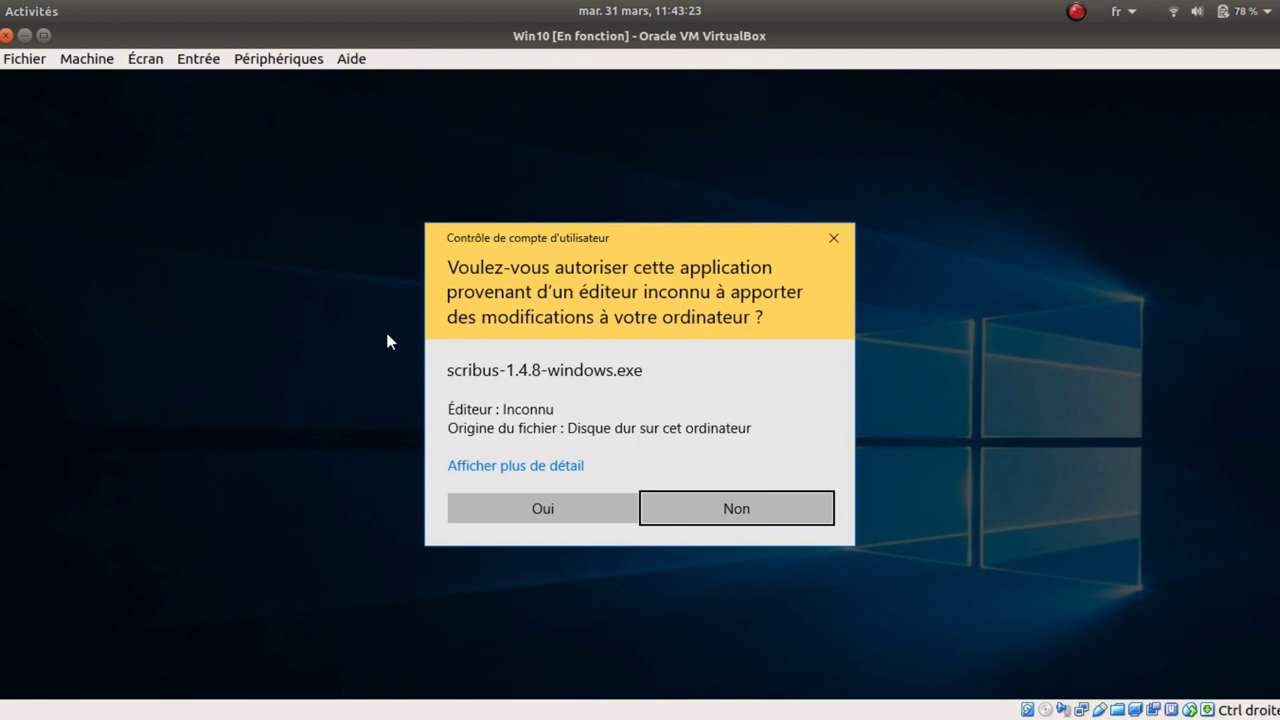 Activités
mar. 31 mars, 11:43:23
fr
78 %
Win10 [En fonction] - Oracle VM VirtualBox
Fichier Machine Écran Entrée Périphériques Aide
Contrôle de compte d'utilisateur
Voulez-vous autoriser cette application
provenant d’un éditeur inconnu à apporter
des modifications à votre ordinateur ?
scribus-1.4.8-windows.exe
Éditeur : Inconnu
Origine du fichier : Disque dur sur cet ordinateur
Afficher plus de détail
Oui
Non
Ctrl droite